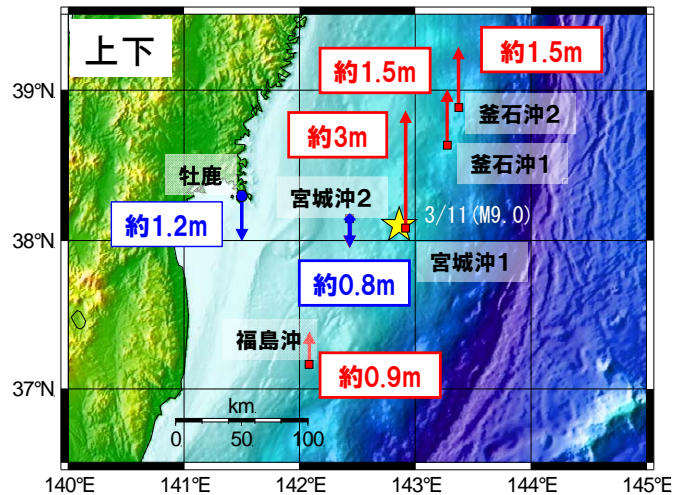 上下
39°N
38°N
37°N
約1.5m
約1.5m
釜石沖2
約3m
釜石沖1
牡鹿
宮城沖2
3/11(M9.0)
約1.2m
宮城沖1
約0.8m
福島沖
約0.9m
km
0 50 100
140°E 141°E 142°E 143°E 144°E 145°E